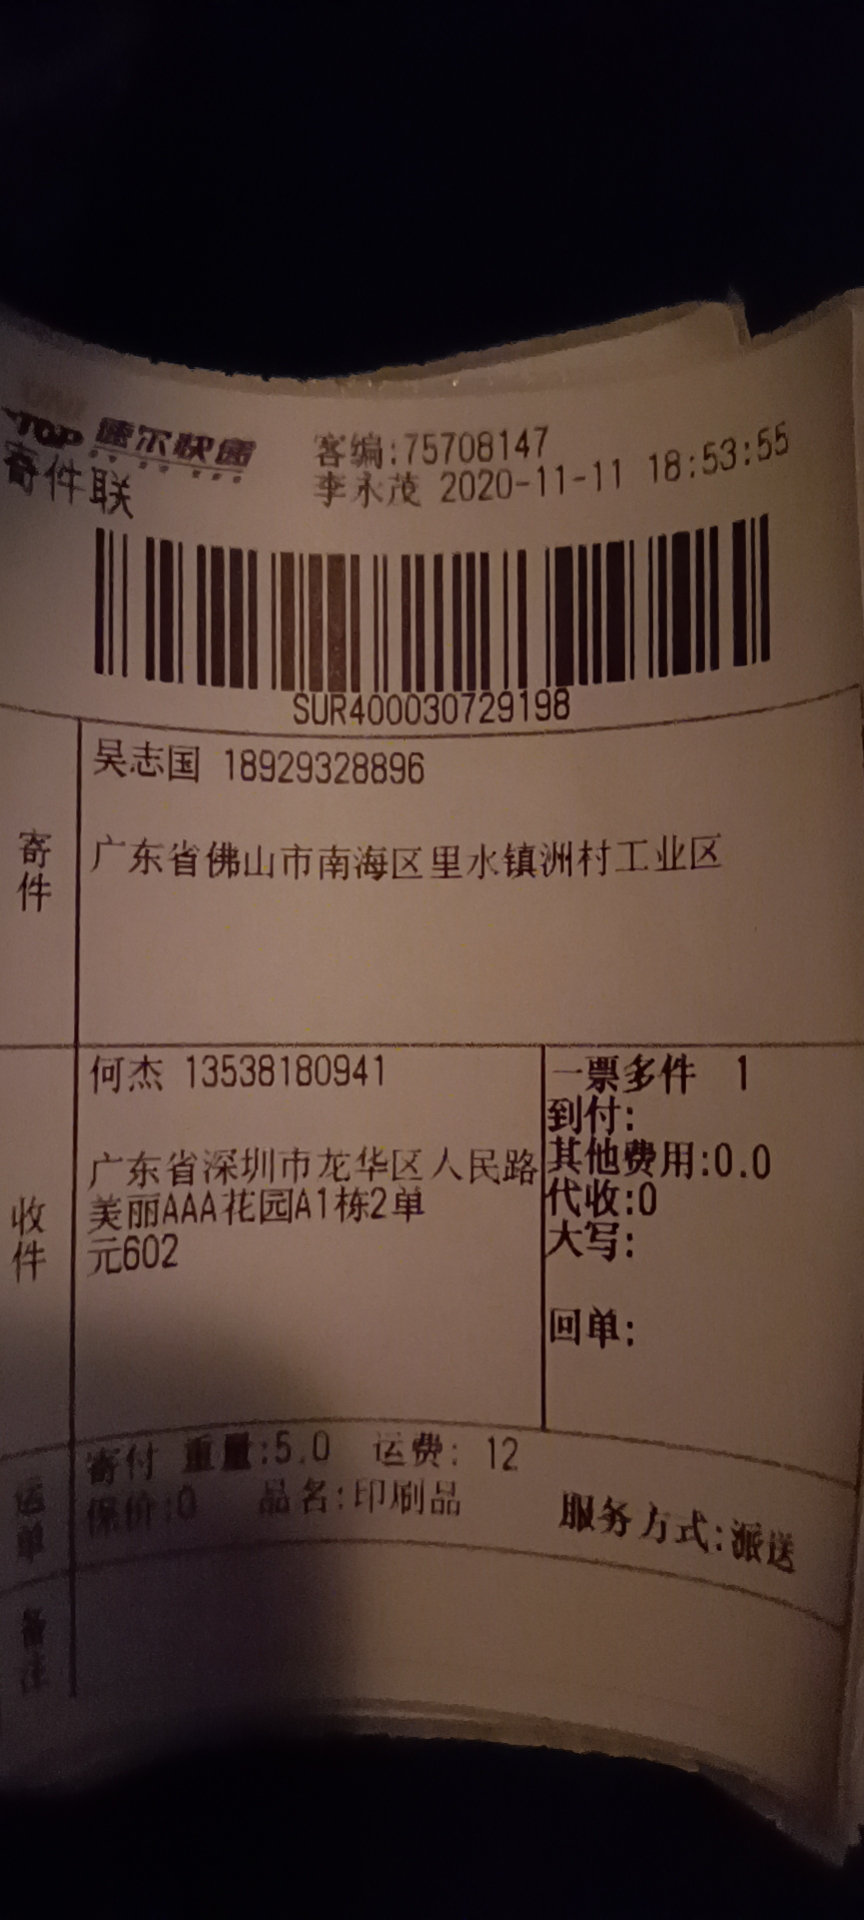 TOP 速尔快递
客编:75708147
寄件联
李永茂 2020-11-11 18:53:55
SUR400030729198
寄件
吴志国 18929328896
广东省佛山市南海区里水镇洲村工业区
收件
何杰 13538180941
广东省深圳市龙华区人民路
美丽AAA花园A1栋2单
元602
一票多件 1
到付:
其他费用:0.0
代收:0
大写:
回单:
运单
寄付 重量:5.0 运费: 12
保价:0 品名:印刷品
服务方式:派送
备注